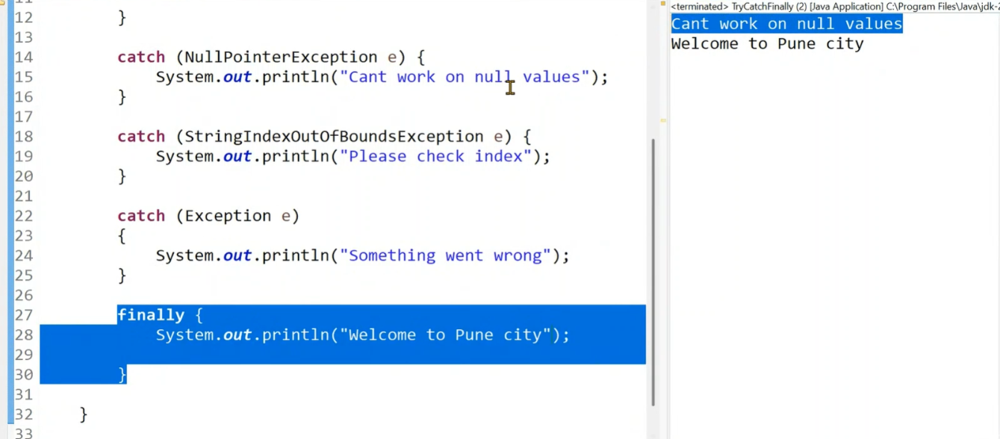 12 }
13
14 catch (NullPointerException e) {
15 System.out.println("Cant work on null values");
16 }
17
18 catch (StringIndexOutOfBoundsException e) {
19 System.out.println("Please check index");
20 }
21
22 catch (Exception e)
23 {
24 System.out.println("Something went wrong");
25 }
26
27 finally {
28 System.out.println("Welcome to Pune city");
29
30 }
31
32 }
33
<terminated> TryCatchFinally (2) [Java Application] C:\Program Files\Java\jdk-
Cant work on null values
Welcome to Pune city